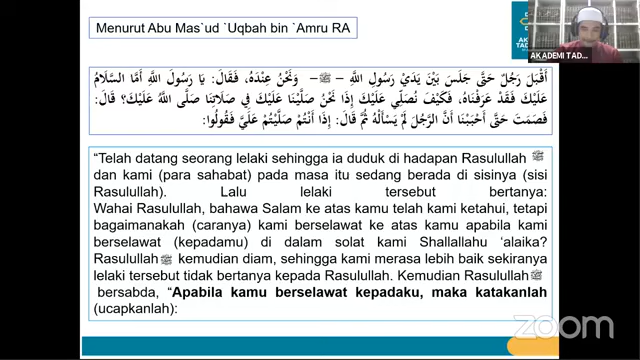 Menurut Abu Mas`ud `Uqbah bin `Amru RA
AKADEMI TAD...
أَقْبَلَ رَجُلٌ حَتَّى جَلَسَ بَيْنَ يَدَيْ رَسُولِ اللَّهِ – ﷺ – وَنَحْنُ عِنْدَهُ، فَقَالَ: يَا رَسُولَ اللَّهِ أَمَّا السَّلَامُ
عَلَيْكَ فَقَدْ عَرَفْنَاهُ، فَكَيْفَ نُصَلِّي عَلَيْكَ إِذَا نَحْنُ صَلَّيْنَا عَلَيْكَ فِي صَلَاتِنَا صَلَّى اللَّهُ عَلَيْكَ؟ قَالَ:
فَصَمَتَ حَتَّى أَحْبَبْنَا أَنَّ الرَّجُلَ لَمْ يَسْأَلْهُ ثُمَّ قَالَ: إِذَا أَنْتُمْ صَلَّيْتُمْ عَلَيَّ فَقُولُوا:
“Telah datang seorang lelaki sehingga ia duduk di hadapan Rasulullah ﷺ
dan kami (para sahabat) pada masa itu sedang berada di sisinya (sisi
Rasulullah). Lalu lelaki tersebut bertanya:
Wahai Rasulullah, bahawa Salam ke atas kamu telah kami ketahui, tetapi
bagaimanakah (caranya) kami berselawat ke atas kamu apabila kami
berselawat (kepadamu) di dalam solat kami Shallallahu ‘alaika?
Rasulullah ﷺ kemudian diam, sehingga kami merasa lebih baik sekiranya
lelaki tersebut tidak bertanya kepada Rasulullah. Kemudian Rasulullah ﷺ
bersabda, “Apabila kamu berselawat kepadaku, maka katakanlah
(ucapkanlah):
zoom